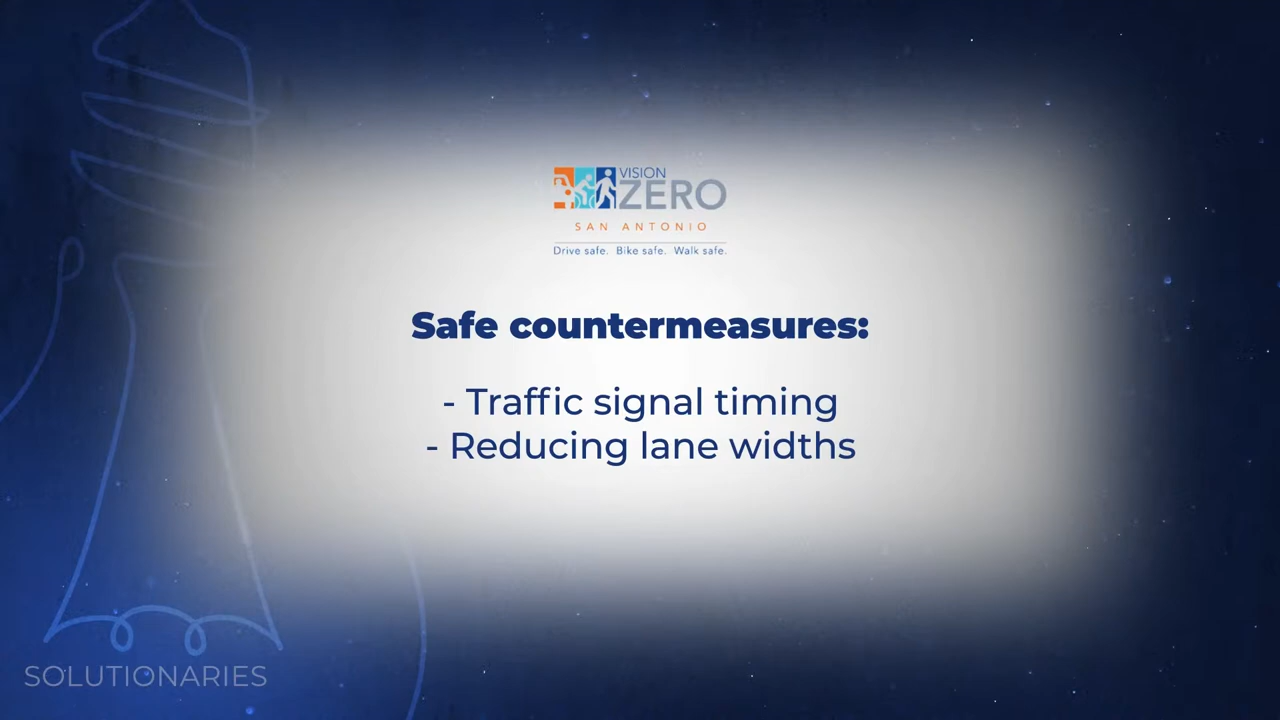 VISION
ZERO
SAN ANTONIO
Drive safe. Bike safe. Walk safe.
Safe countermeasures:
- Traffic signal timing
- Reducing lane widths
SOLUTIONARIES